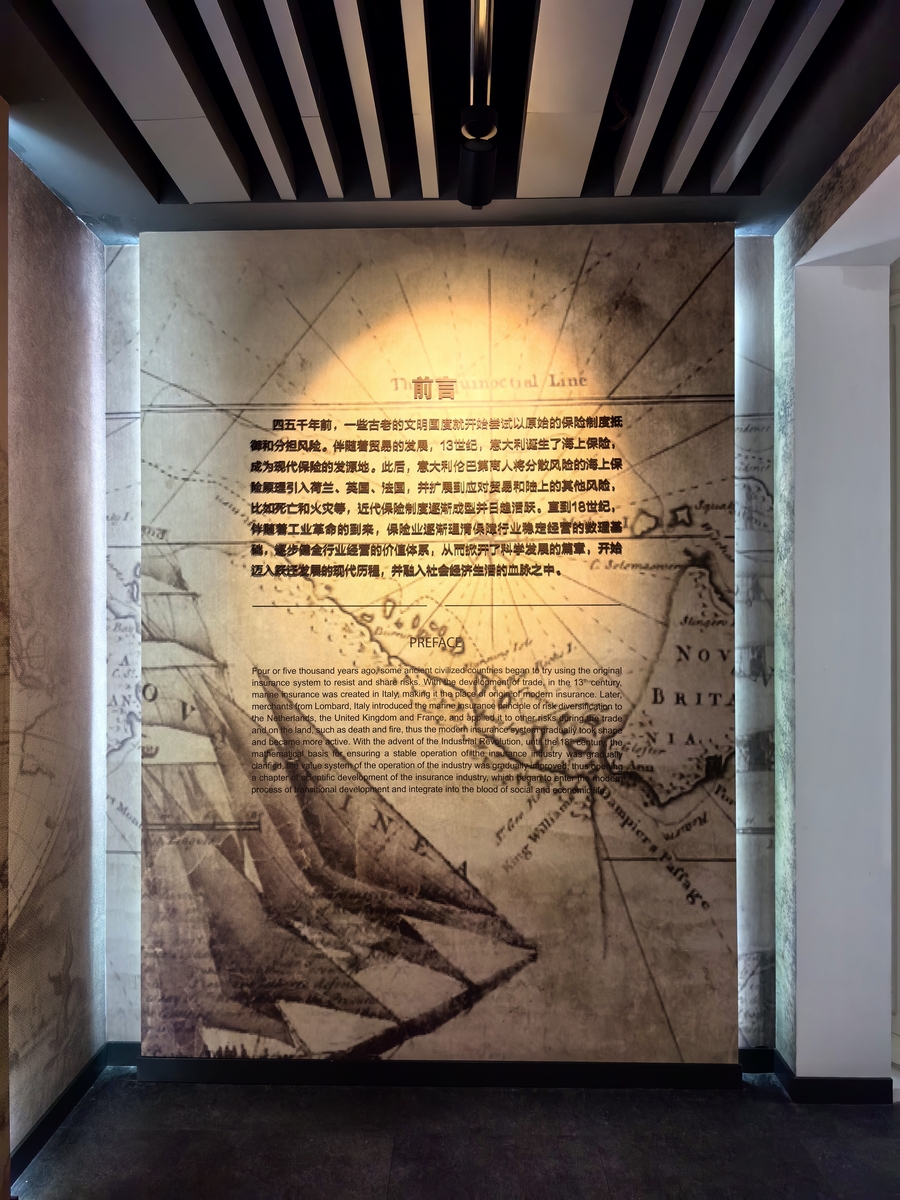 The Equinoctial Line
前言
四五千年前，一些古老的文明国度就开始尝试以原始的保险制度抵
御和分担风险。伴随着贸易的发展，13世纪，意大利诞生了海上保险，
成为现代保险的发源地。此后，意大利伦巴第商人将分散风险的海上保
险原理引入荷兰、英国、法国，并扩展到应对贸易和陆上的其他风险，
比如死亡和火灾等，近代保险制度逐渐成型并日趋活跃。直到18世纪，
伴随着工业革命的到来，保险业逐渐理清保障行业稳定经营的数理基
础，逐步健全行业经营的价值体系，从而掀开了科学发展的篇章，开始
迈入跃迁发展的现代历程，并融入社会经济生活的血脉之中。
PREFACE
Four or five thousand years ago, some ancient civilized countries began to try using the original
insurance system to resist and share risks. With the development of trade, in the 13th century,
marine insurance was created in Italy, making it the place of origin of modern insurance. Later,
merchants from Lombard, Italy introduced the marine insurance principle of risk diversification to
the Netherlands, the United Kingdom and France, and applied it to other risks during the trade
and on the land, such as death and fire, thus the modern insurance system gradually took shape
and became more active. With the advent of the Industrial Revolution, until the 18th century, the
mathematical basis for ensuring a stable operation of the insurance industry was gradually
clarified, the value system of the operation of the industry was gradually improved, thus opening
a chapter of scientific development of the insurance industry, which began to enter the modern
process of transitional development and integrate into the blood of social and economic life.
C. Solomaswer
NOV
BRITA
NIA
King Williams
Dampiers Passage